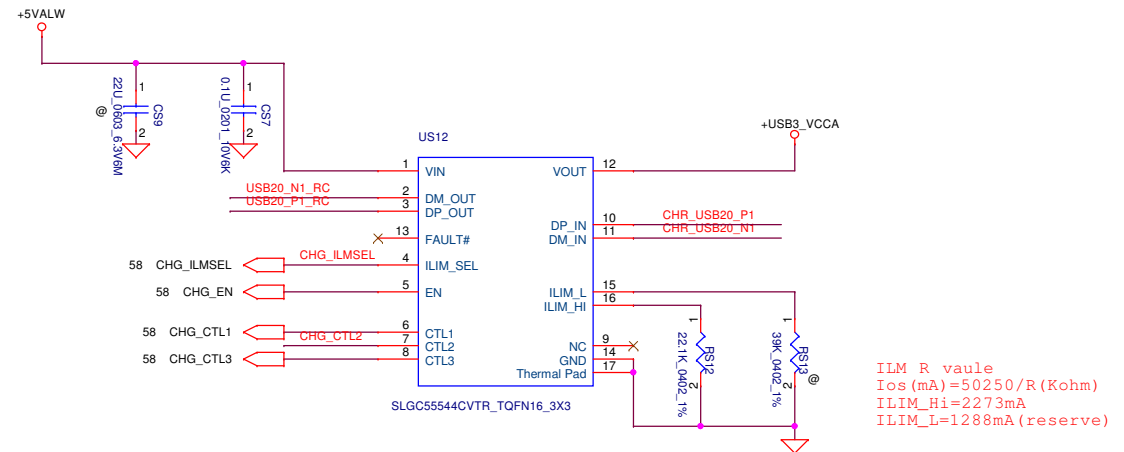 +5VALW
1
2
CS9
22U_0603_6.3V6M
@
1
2
CS7
0.1U_0201_10V6K
US12
+USB3_VCCA
1 VIN
VOUT 12
USB20_N1_RC 2 DM_OUT
USB20_P1_RC 3 DP_OUT
DP_IN 10 CHR_USB20_P1
DM_IN 11 CHR_USB20_N1
13 FAULT#
58 CHG_ILMSEL CHG_ILMSEL 4 ILIM_SEL
58 CHG_EN 5 EN
ILIM_L 15
ILIM_HI 16
58 CHG_CTL1 6 CTL1
CHG_CTL2 7 CTL2
58 CHG_CTL3 8 CTL3
NC 9
GND 14
Thermal Pad 17
1
2
RS12
22.1K_0402_1%
1
2
RS13
39K_0402_1%
@
SLGC55544CVTR_TQFN16_3X3
ILM R vaule
Ios(mA)=50250/R(Kohm)
ILIM_Hi=2273mA
ILIM_L=1288mA(reserve)